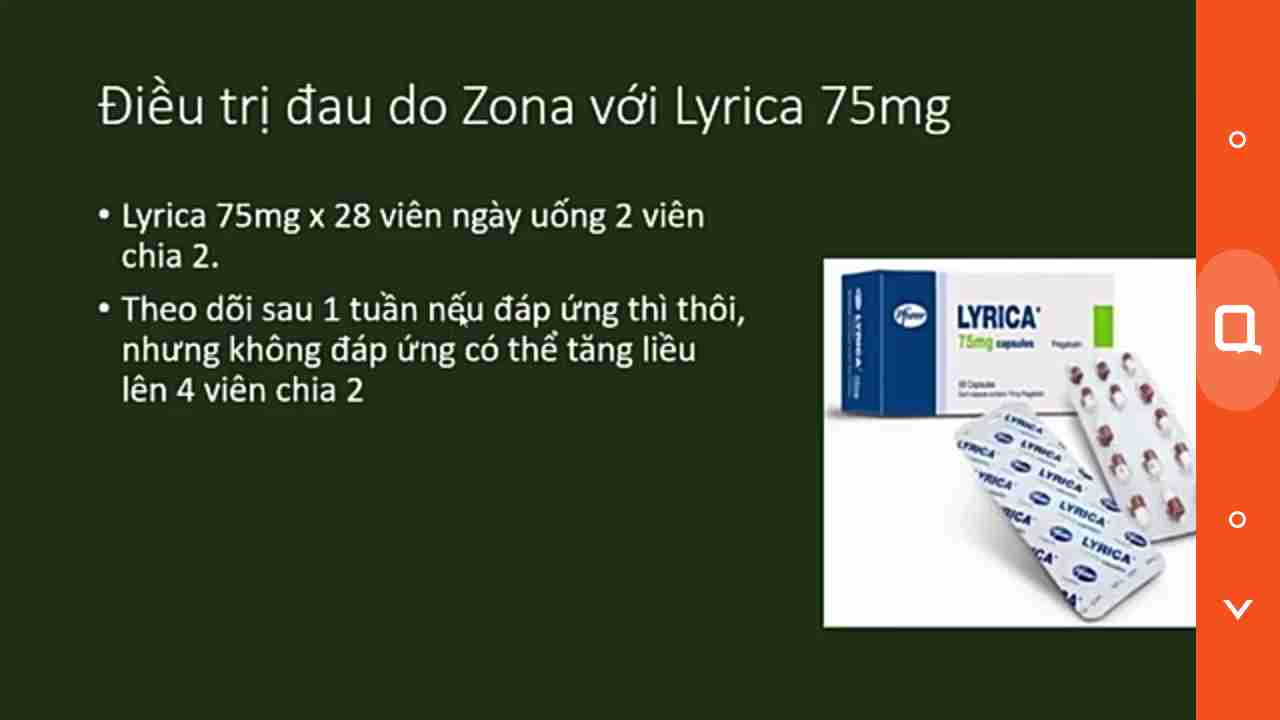 Điều trị đau do Zona với Lyrica 75mg
• Lyrica 75mg x 28 viên ngày uống 2 viên
chia 2.
• Theo dõi sau 1 tuần nếu đáp ứng thì thôi,
nhưng không đáp ứng có thể tăng liều
lên 4 viên chia 2
Pfizer
LYRICA
75mg capsules
Pregabalin
LYRICA
LYRICA
LYRICA
LYRICA
LYRICA
LYRICA
LYRICA
Pfizer